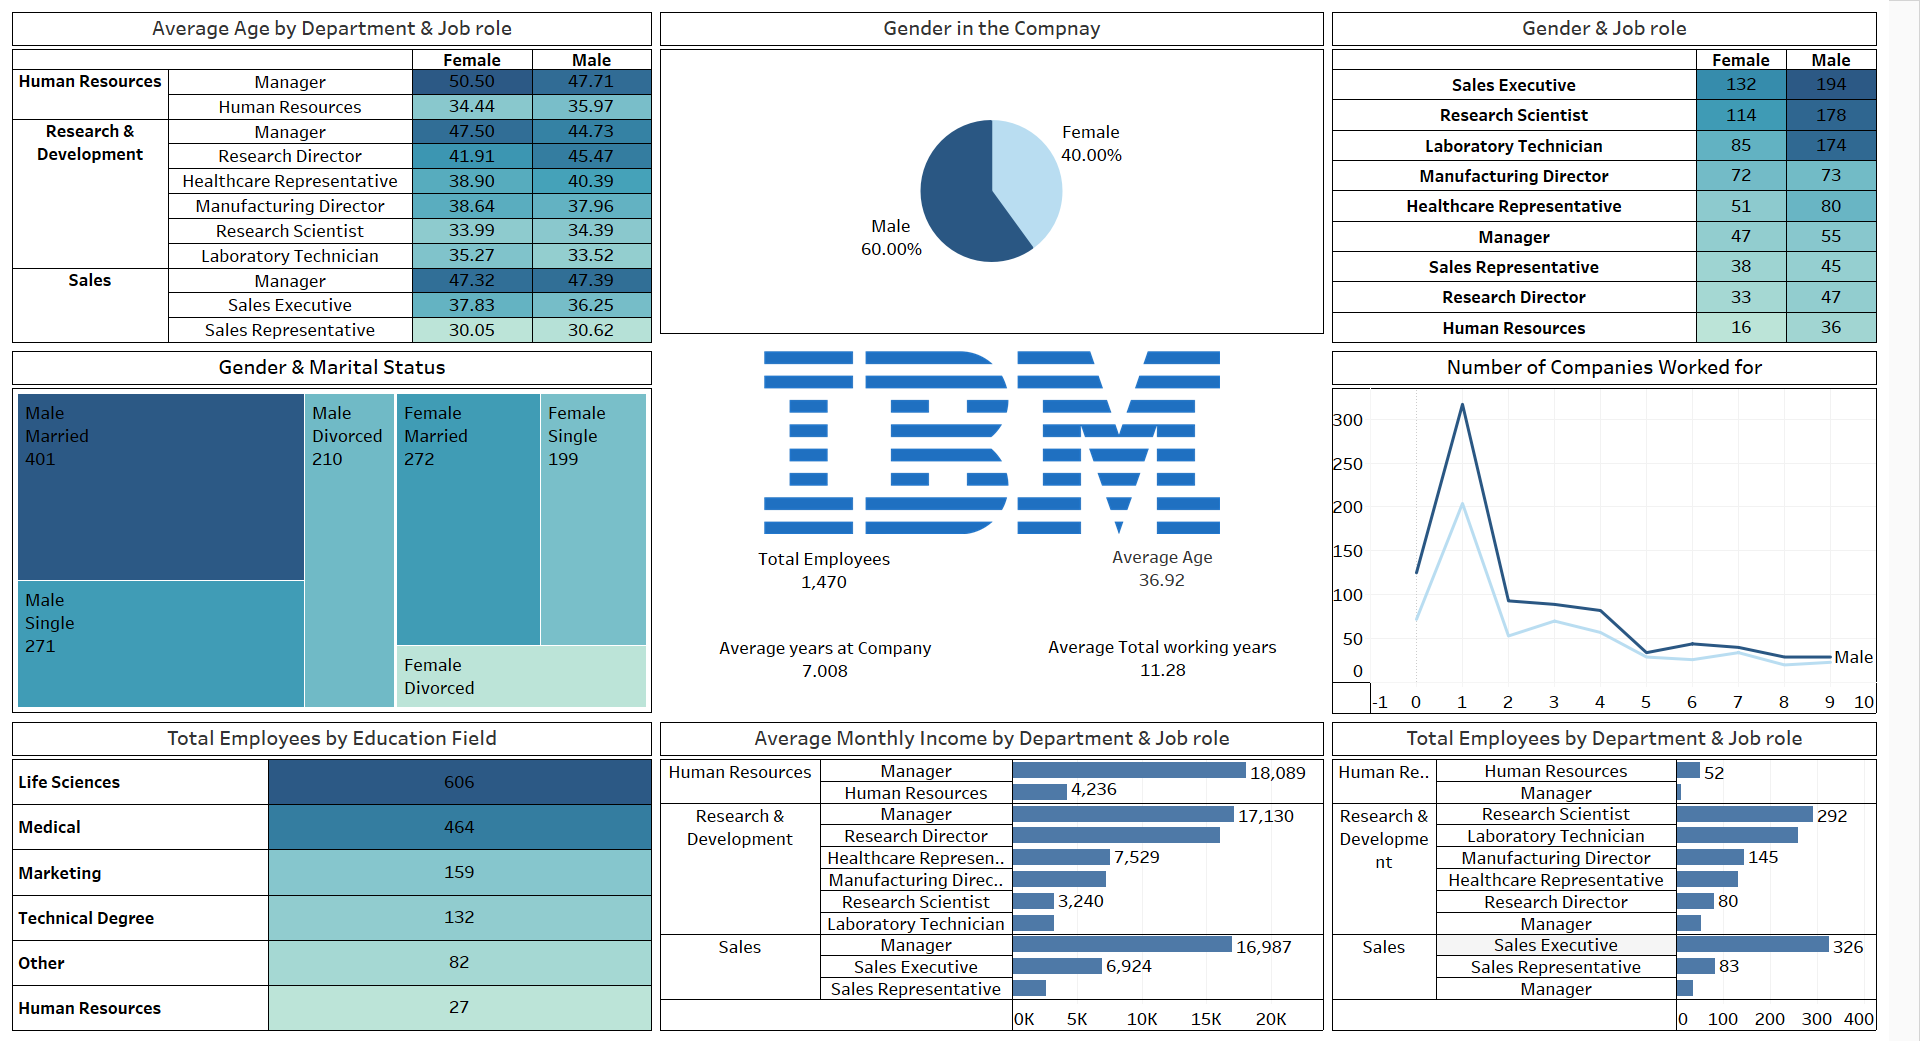 Average Age by Department & Job role
Female Male
Human Resources Manager 50.50 47.71
Human Resources 34.44 35.97
Research &
Development
Manager 47.50 44.73
Research Director 41.91 45.47
Healthcare Representative 38.90 40.39
Manufacturing Director 38.64 37.96
Research Scientist 33.99 34.39
Laboratory Technician 35.27 33.52
Sales Manager 47.32 47.39
Sales Executive 37.83 36.25
Sales Representative 30.05 30.62
Gender in the Compnay
Female
40.00%
Male
60.00%
Gender & Job role
Female Male
Sales Executive 132 194
Research Scientist 114 178
Laboratory Technician 85 174
Manufacturing Director 72 73
Healthcare Representative 51 80
Manager 47 55
Sales Representative 38 45
Research Director 33 47
Human Resources 16 36
Gender & Marital Status
Male
Married
401
Male
Single
271
Male
Divorced
210
Female
Married
272
Female
Single
199
Female
Divorced
IBM
Total Employees
1,470
Average Age
36.92
Average years at Company
7.008
Average Total working years
11.28
Number of Companies Worked for
300
250
200
150
100
50
0
Male
-1 0 1 2 3 4 5 6 7 8 9 10
Total Employees by Education Field
Life Sciences 606
Medical 464
Marketing 159
Technical Degree 132
Other 82
Human Resources 27
Average Monthly Income by Department & Job role
Human Resources Manager 18,089
Human Resources 4,236
Research &
Development
Manager 17,130
Research Director
Healthcare Represen.. 7,529
Manufacturing Direc..
Research Scientist 3,240
Laboratory Technician
Sales Manager 16,987
Sales Executive 6,924
Sales Representative
0K 5K 10K 15K 20K
Total Employees by Department & Job role
Human Re.. Human Resources 52
Manager
Research &
Developme
nt
Research Scientist 292
Laboratory Technician
Manufacturing Director 145
Healthcare Representative
Research Director 80
Manager
Sales Sales Executive 326
Sales Representative 83
Manager
0 100 200 300 400